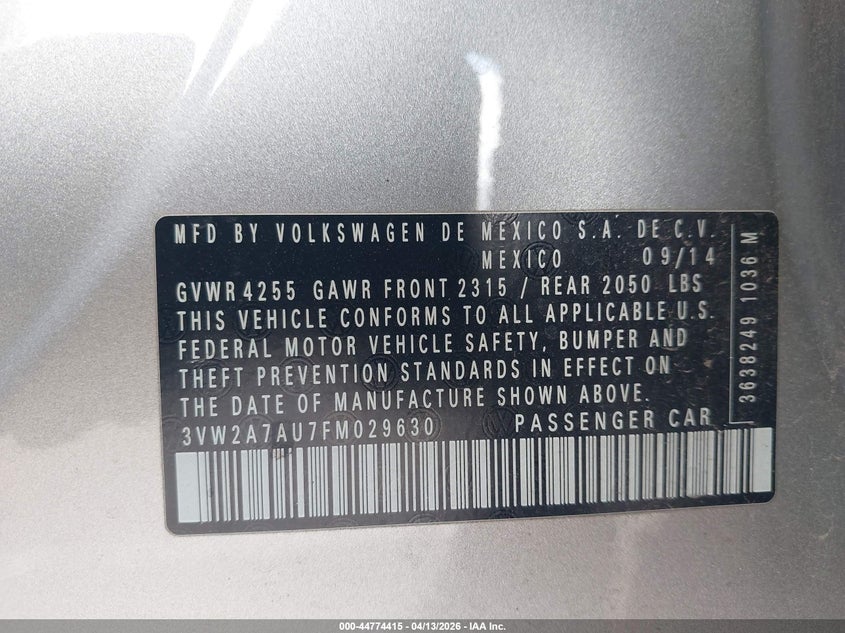 MFD BY VOLKSWAGEN DE MEXICO S.A. DE C.V.
MEXICO 09/14
GVWR 4255 GAWR FRONT 2315 / REAR 2050 LBS
THIS VEHICLE CONFORMS TO ALL APPLICABLE U.S.
FEDERAL MOTOR VEHICLE SAFETY, BUMPER AND
THEFT PREVENTION STANDARDS IN EFFECT ON
THE DATE OF MANUFACTURE SHOWN ABOVE.
3VW2A7AU7FM029630 PASSENGER CAR
3638249 1036 M
000-44774415 - 04/13/2026 - IAA Inc.